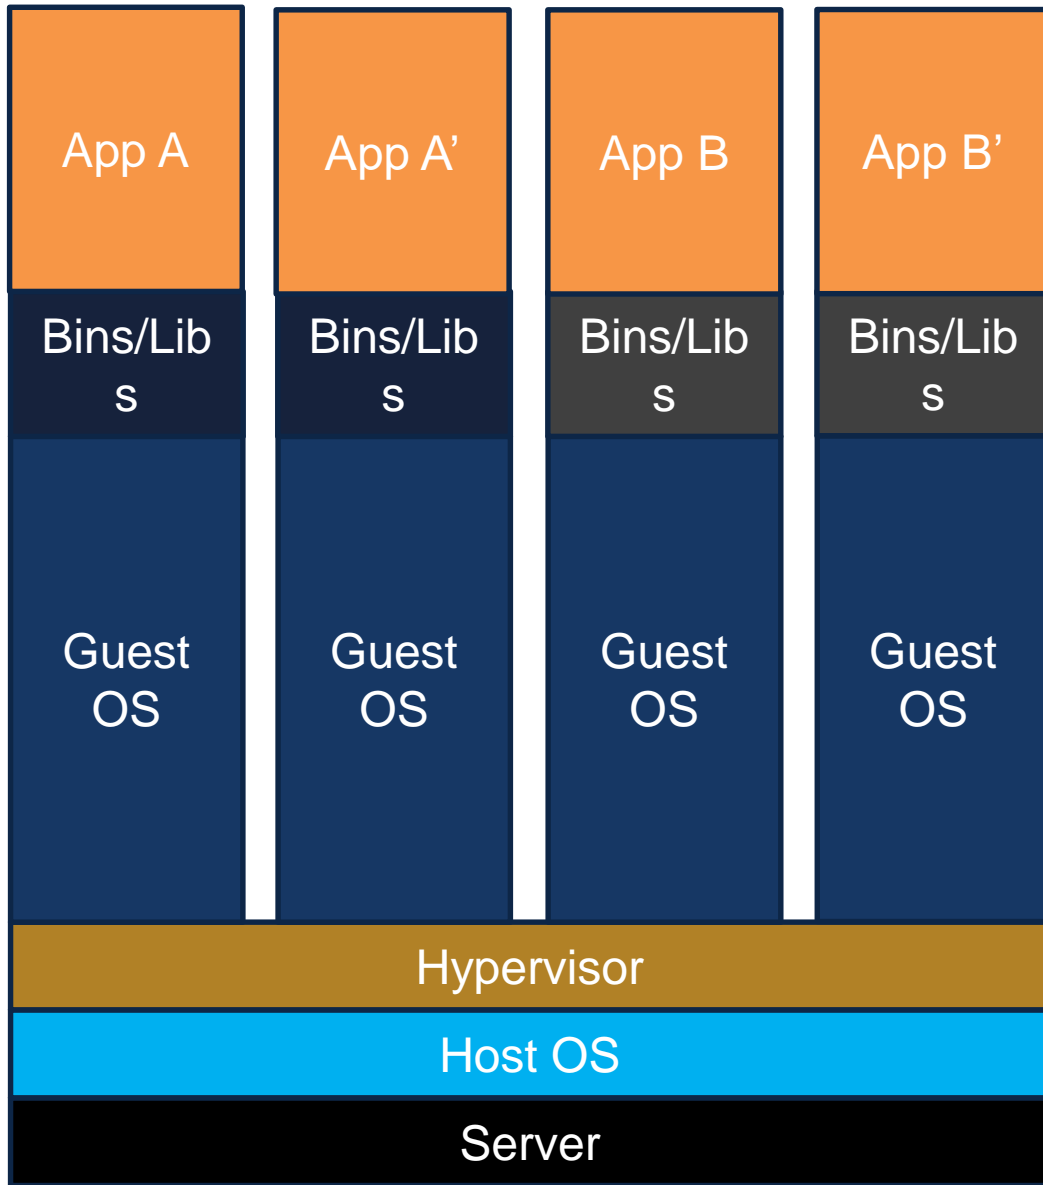 App A
App A’
App B
App B’
Bins/Lib
s
Bins/Lib
s
Bins/Lib
s
Bins/Lib
s
Guest
OS
Guest
OS
Guest
OS
Guest
OS
Hypervisor
Host OS
Server